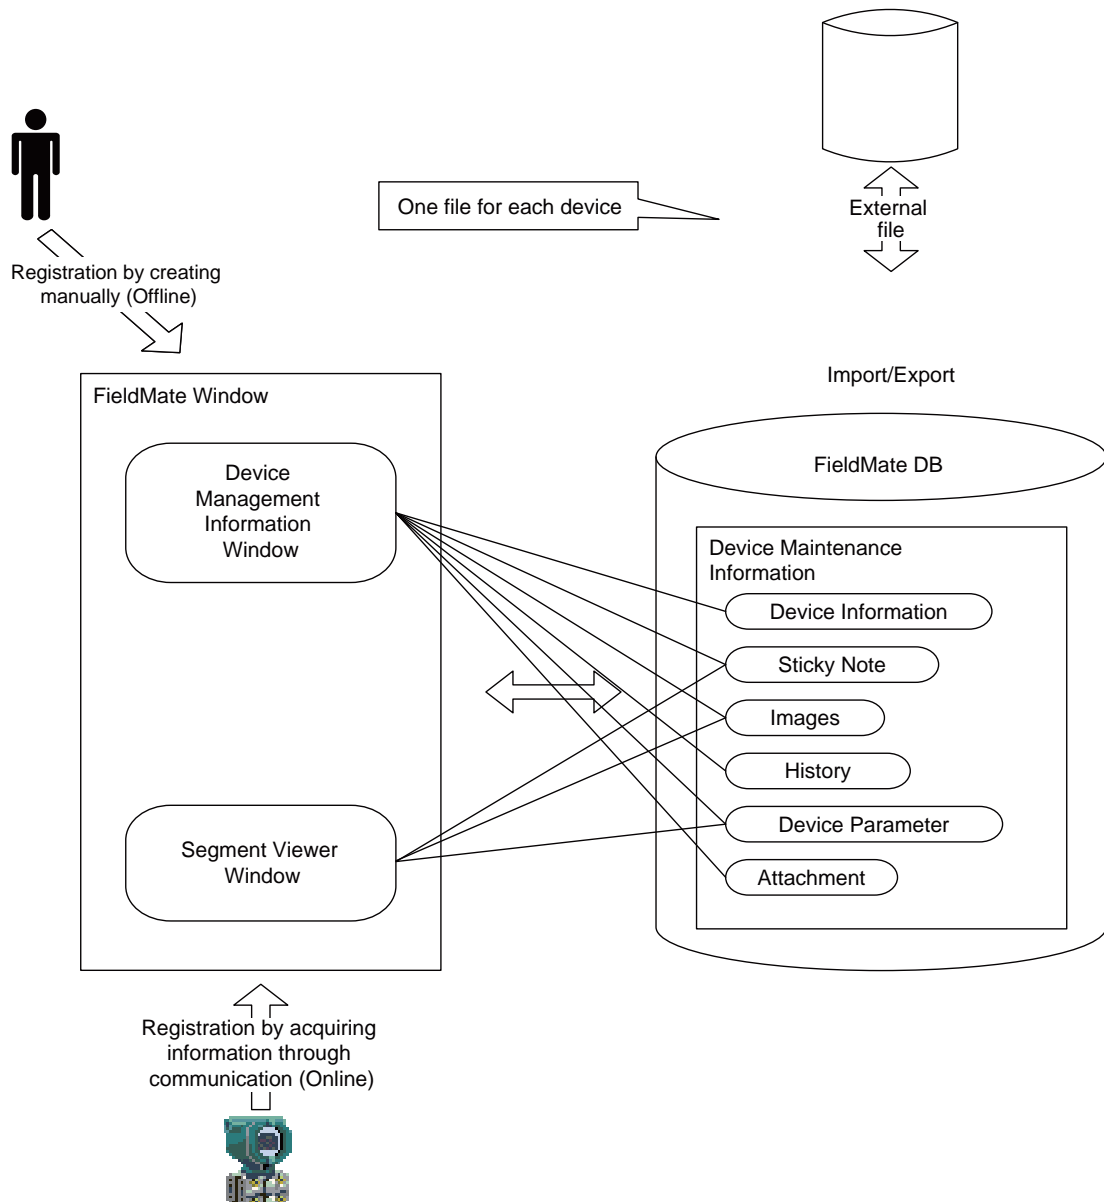 One file for each device
External
file
Registration by creating
manually (Offline)
Import/Export
FieldMate Window
Device
Management
Information
Window
Segment Viewer
Window
FieldMate DB
Device Maintenance
Information
Device Information
Sticky Note
Images
History
Device Parameter
Attachment
Registration by acquiring
information through
communication (Online)